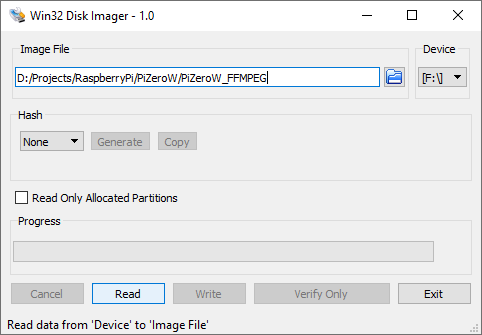 Win32 Disk Imager - 1.0
Image File
Device
D:/Projects/RaspberryPi/PiZeroW/PiZeroW_FFMPEG
[F:\]
Hash
None
Generate
Copy
Read Only Allocated Partitions
Progress
Cancel
Read
Write
Verify Only
Exit
Read data from 'Device' to 'Image File'